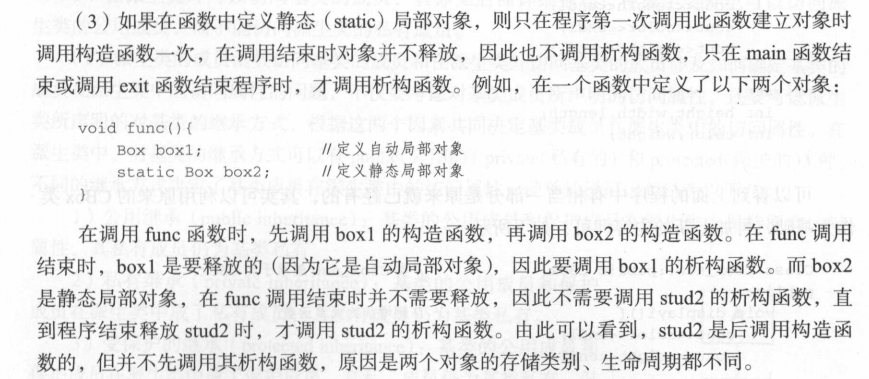 （3）如果在函数中定义静态（static）局部对象，则只在程序第一次调用此函数建立对象时
调用构造函数一次，在调用结束时对象并不释放，因此也不调用析构函数，只在 main 函数结
束或调用 exit 函数结束程序时，才调用析构函数。例如，在一个函数中定义了以下两个对象：
void func(){
Box box1; //定义自动局部对象
static Box box2; //定义静态局部对象
}
在调用 func 函数时，先调用 box1 的构造函数，再调用 box2 的构造函数。在 func 调用
结束时，box1 是要释放的（因为它是自动局部对象），因此要调用 box1 的析构函数。而 box2
是静态局部对象，在 func 调用结束时并不需要释放，因此不需要调用 stud2 的析构函数，直
到程序结束释放 stud2 时，才调用 stud2 的析构函数。由此可以看到，stud2 是后调用构造函
数的，但并不先调用其析构函数，原因是两个对象的存储类别、生命周期都不同。